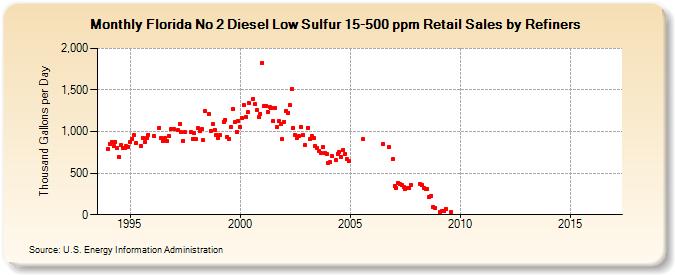 Monthly Florida No 2 Diesel Low Sulfur 15-500 ppm Retail Sales by Refiners
Thousand Gallons per Day
2,000
1,500
1,000
500
0
1995 2000 2005 2010 2015
Source: U.S. Energy Information Administration